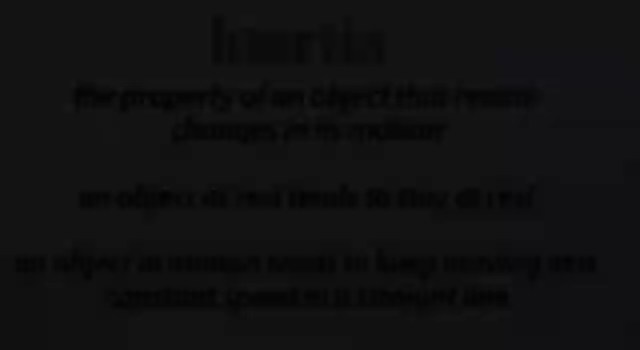 Inertia
the property of an object that resists
changes in its motion
an object at rest tends to stay at rest
an object in motion tends to keep moving at a
constant speed in a straight line